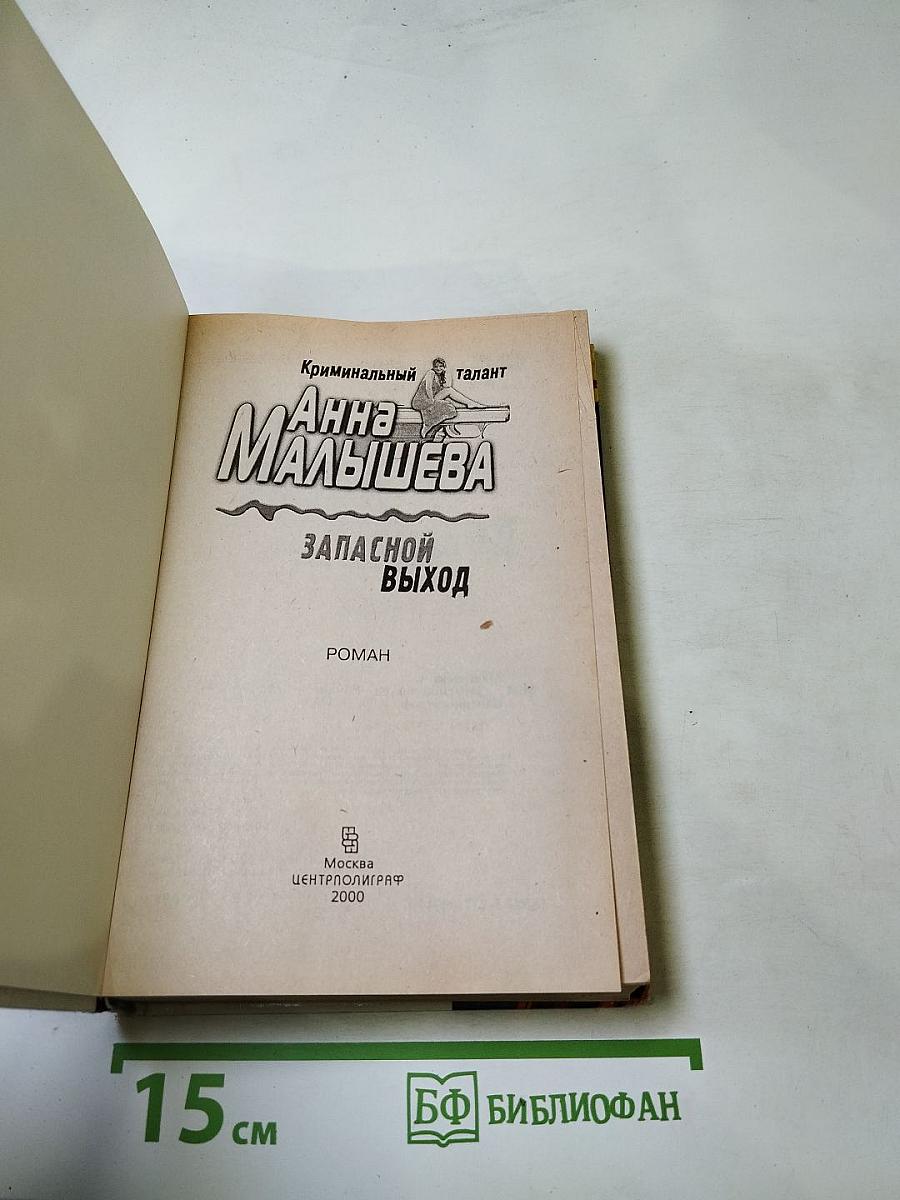 Криминальный талант
Анна
МАЛЫШЕВА
ЗАПАСНОЙ
ВЫХОД
РОМАН
Москва
ЦЕНТРПОЛИГРАФ
2000
15 см
БФ БИБЛИОФАН